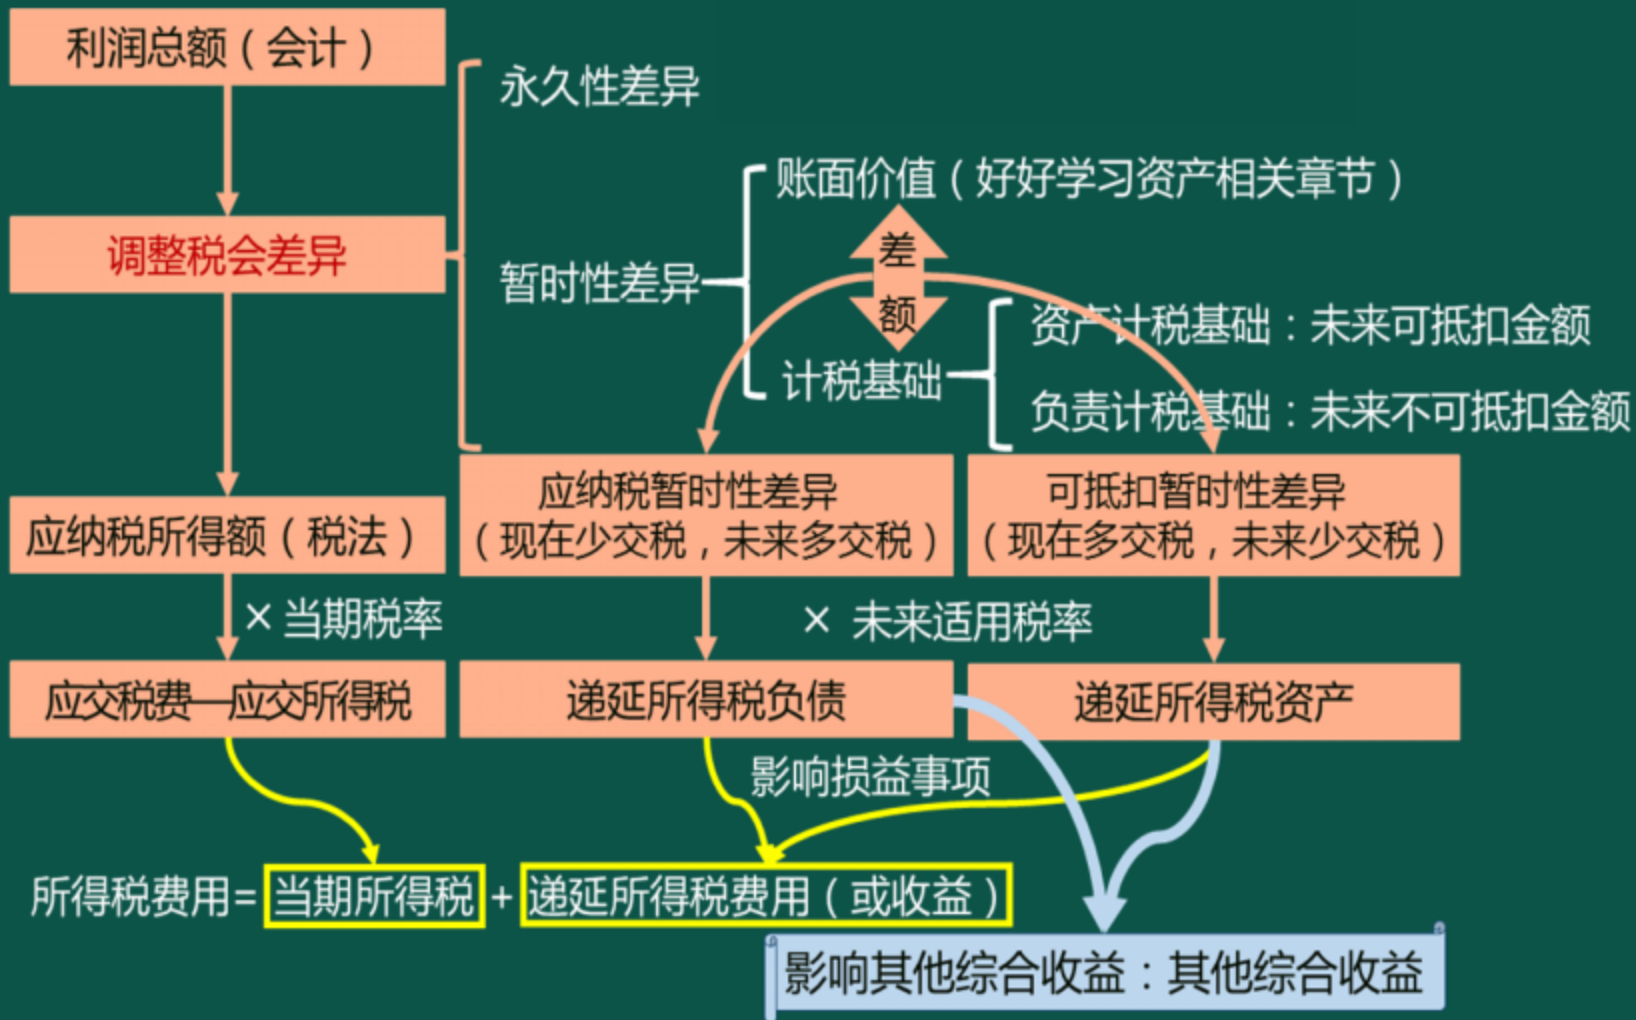 利润总额（会计）
永久性差异
账面价值（好好学习资产相关章节）
调整税会差异
差
额
暂时性差异
资产计税基础：未来可抵扣金额
计税基础
负责计税基础：未来不可抵扣金额
应纳税所得额（税法）
应纳税暂时性差异
（现在少交税，未来多交税）
可抵扣暂时性差异
（现在多交税，未来少交税）
× 当期税率
× 未来适用税率
应交税费—应交所得税
递延所得税负债
递延所得税资产
影响损益事项
所得税费用=当期所得税+递延所得税费用（或收益）
影响其他综合收益：其他综合收益